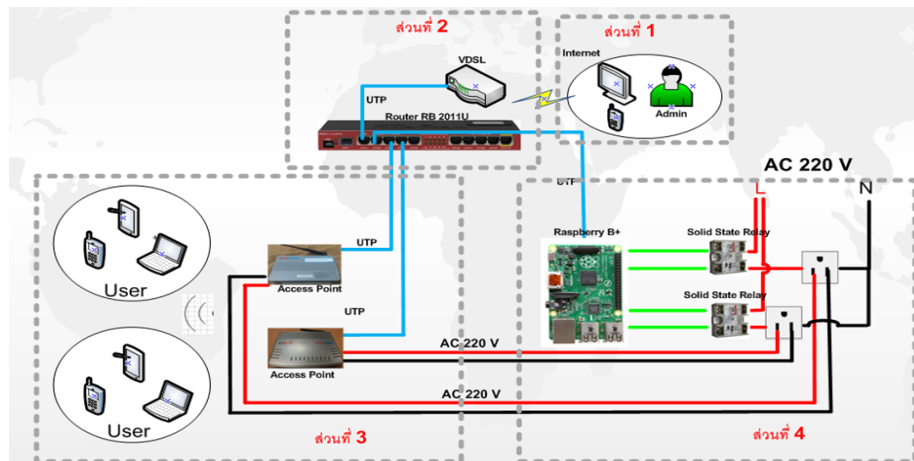 ส่วนที่ 2
ส่วนที่ 1
VDSL
Internet
UTP
Admin
Router RB 2011U
AC 220 V
UTP
L
N
UTP
Raspberry B+
Solid State Relay
User
Access Point
UTP
Solid State Relay
AC 220 V
Access Point
AC 220 V
User
ส่วนที่ 3
ส่วนที่ 4